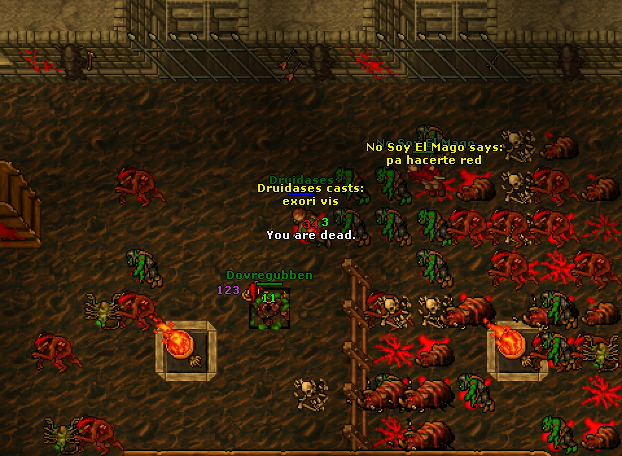 No Soy El Mago says:
pa hacerte red
Druidases
Druidases casts:
exori vis
3
You are dead.
Dovregubben
123
11